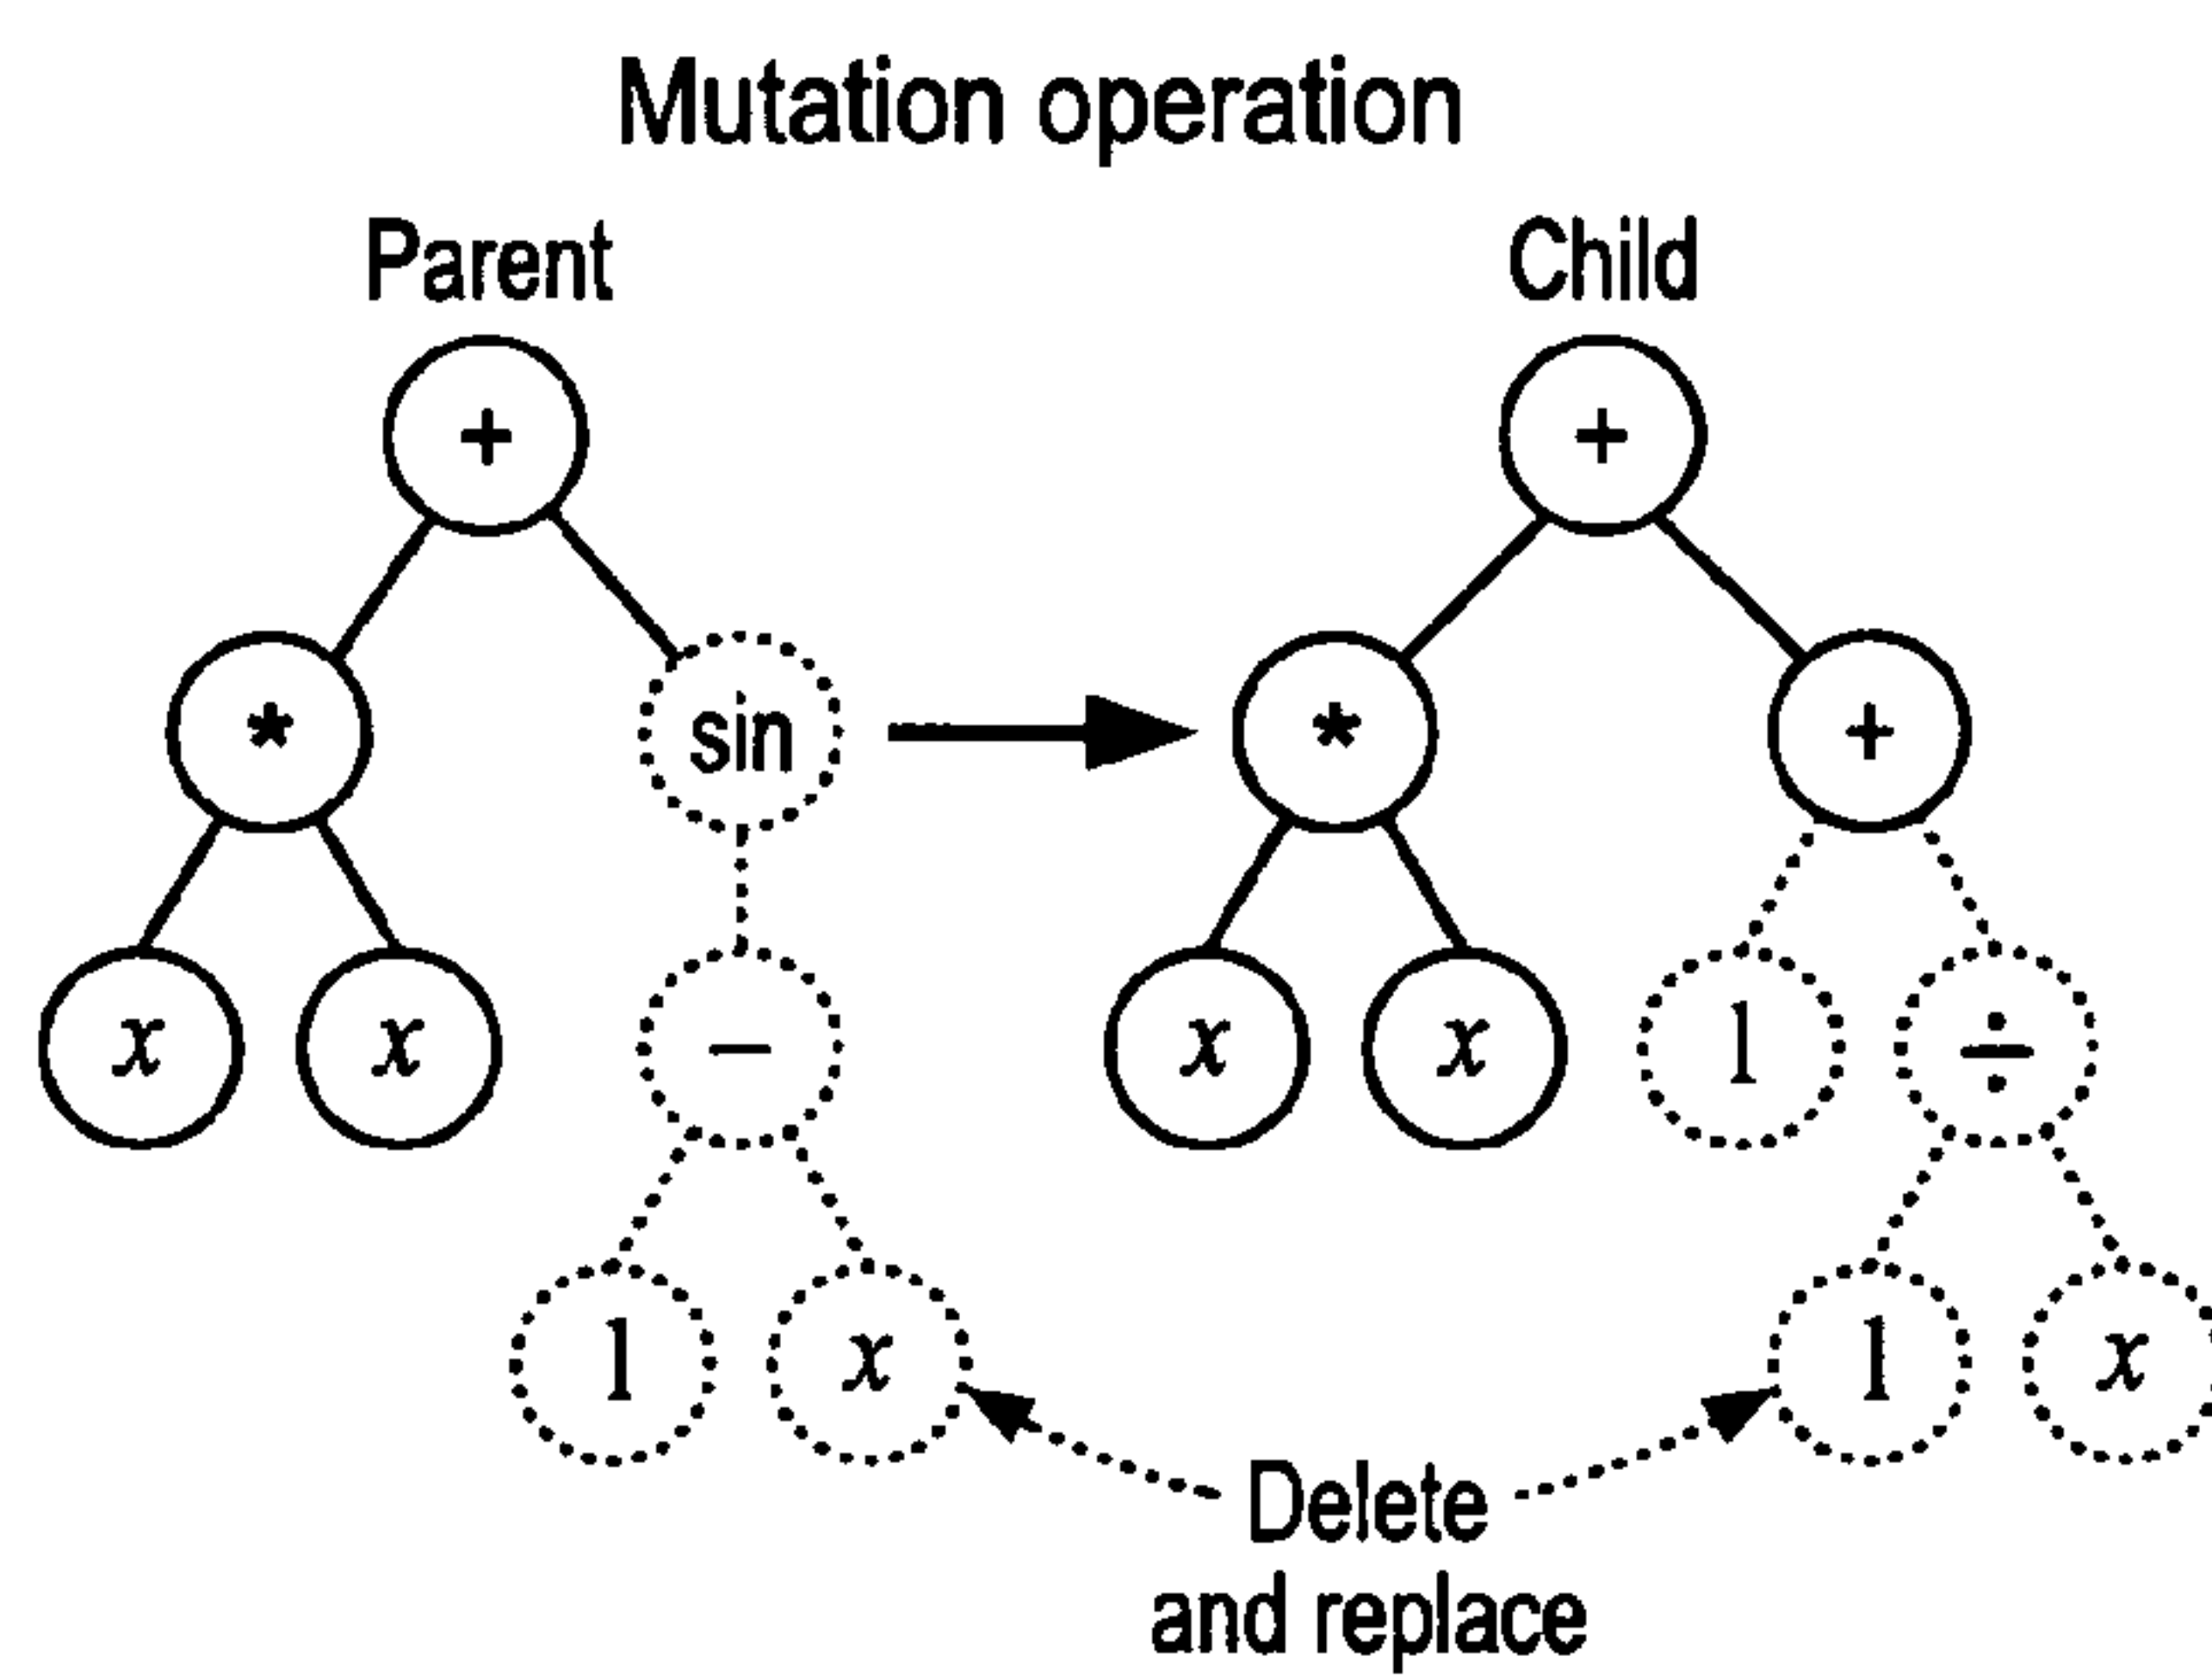 Mutation operation
Parent Child
+ +
* sin * +
x x − x x 1 ÷
1 x 1 x
Delete
and replace